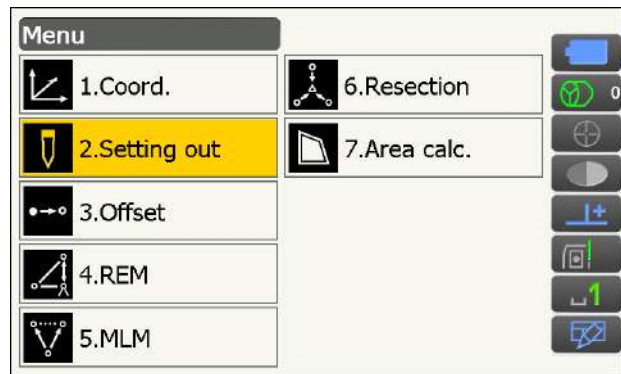 Menu
1.Coord.
2.Setting out
3.Offset
4.REM
5.MLM
6.Resection
7.Area calc.
0
1